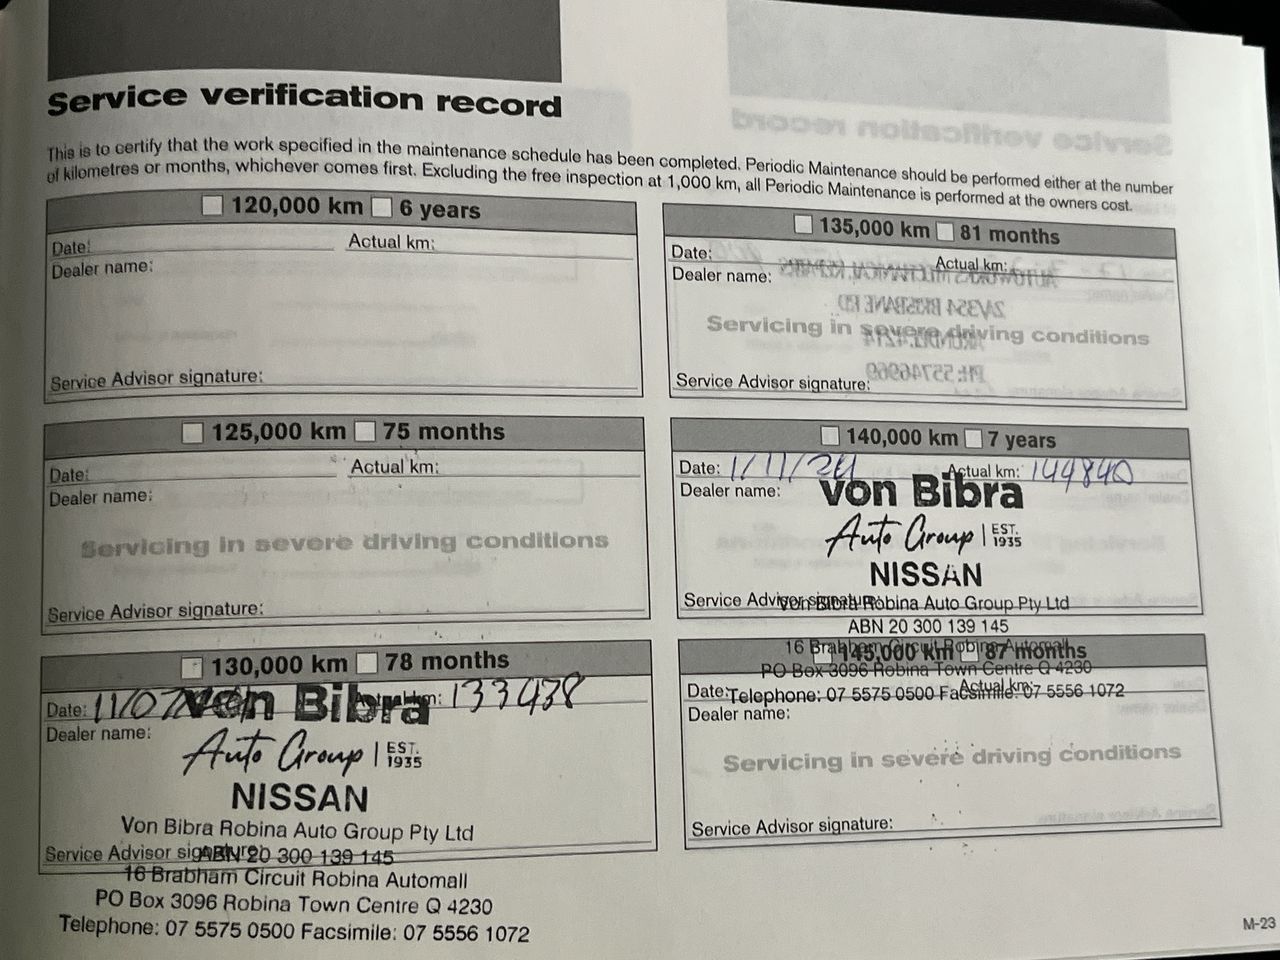 Service verification record
This is to certify that the work specified in the maintenance schedule has been completed. Periodic Maintenance should be performed either at the number
of kilometres or months, whichever comes first. Excluding the free inspection at 1,000 km, all Periodic Maintenance is performed at the owners cost.
120,000 km 6 years
Date: Actual km:
Dealer name:
Service Advisor signature:
125,000 km 75 months
Date: Actual km:
Dealer name:
Servicing in severe driving conditions
Service Advisor signature:
130,000 km 78 months
Date: 11/07/ km: 133438
von Bibra
Dealer name:
Auto Group | EST. 1935
NISSAN
Von Bibra Robina Auto Group Pty Ltd
Service Advisor signature:
ABN 20 300 139 145
16 Brabham Circuit Robina Automall
PO Box 3096 Robina Town Centre Q 4230
Telephone: 07 5575 0500 Facsimile: 07 5556 1072
135,000 km 81 months
Date: Actual km:
Dealer name:
Servicing in severe driving conditions
Service Advisor signature:
140,000 km 7 years
Date: 1/11/24 Actual km: 144840
Dealer name:
von Bibra
Auto Group | EST. 1935
NISSAN
Service Advisor signature:
Von Bibra Robina Auto Group Pty Ltd
ABN 20 300 139 145
16 Brabham Circuit Robina Automall
145,000 km 87 months
PO Box 3096 Robina Town Centre Q 4230
Date: Actual km:
Telephone: 07 5575 0500 Facsimile: 07 5556 1072
Dealer name:
Servicing in severe driving conditions
Service Advisor signature:
M-23